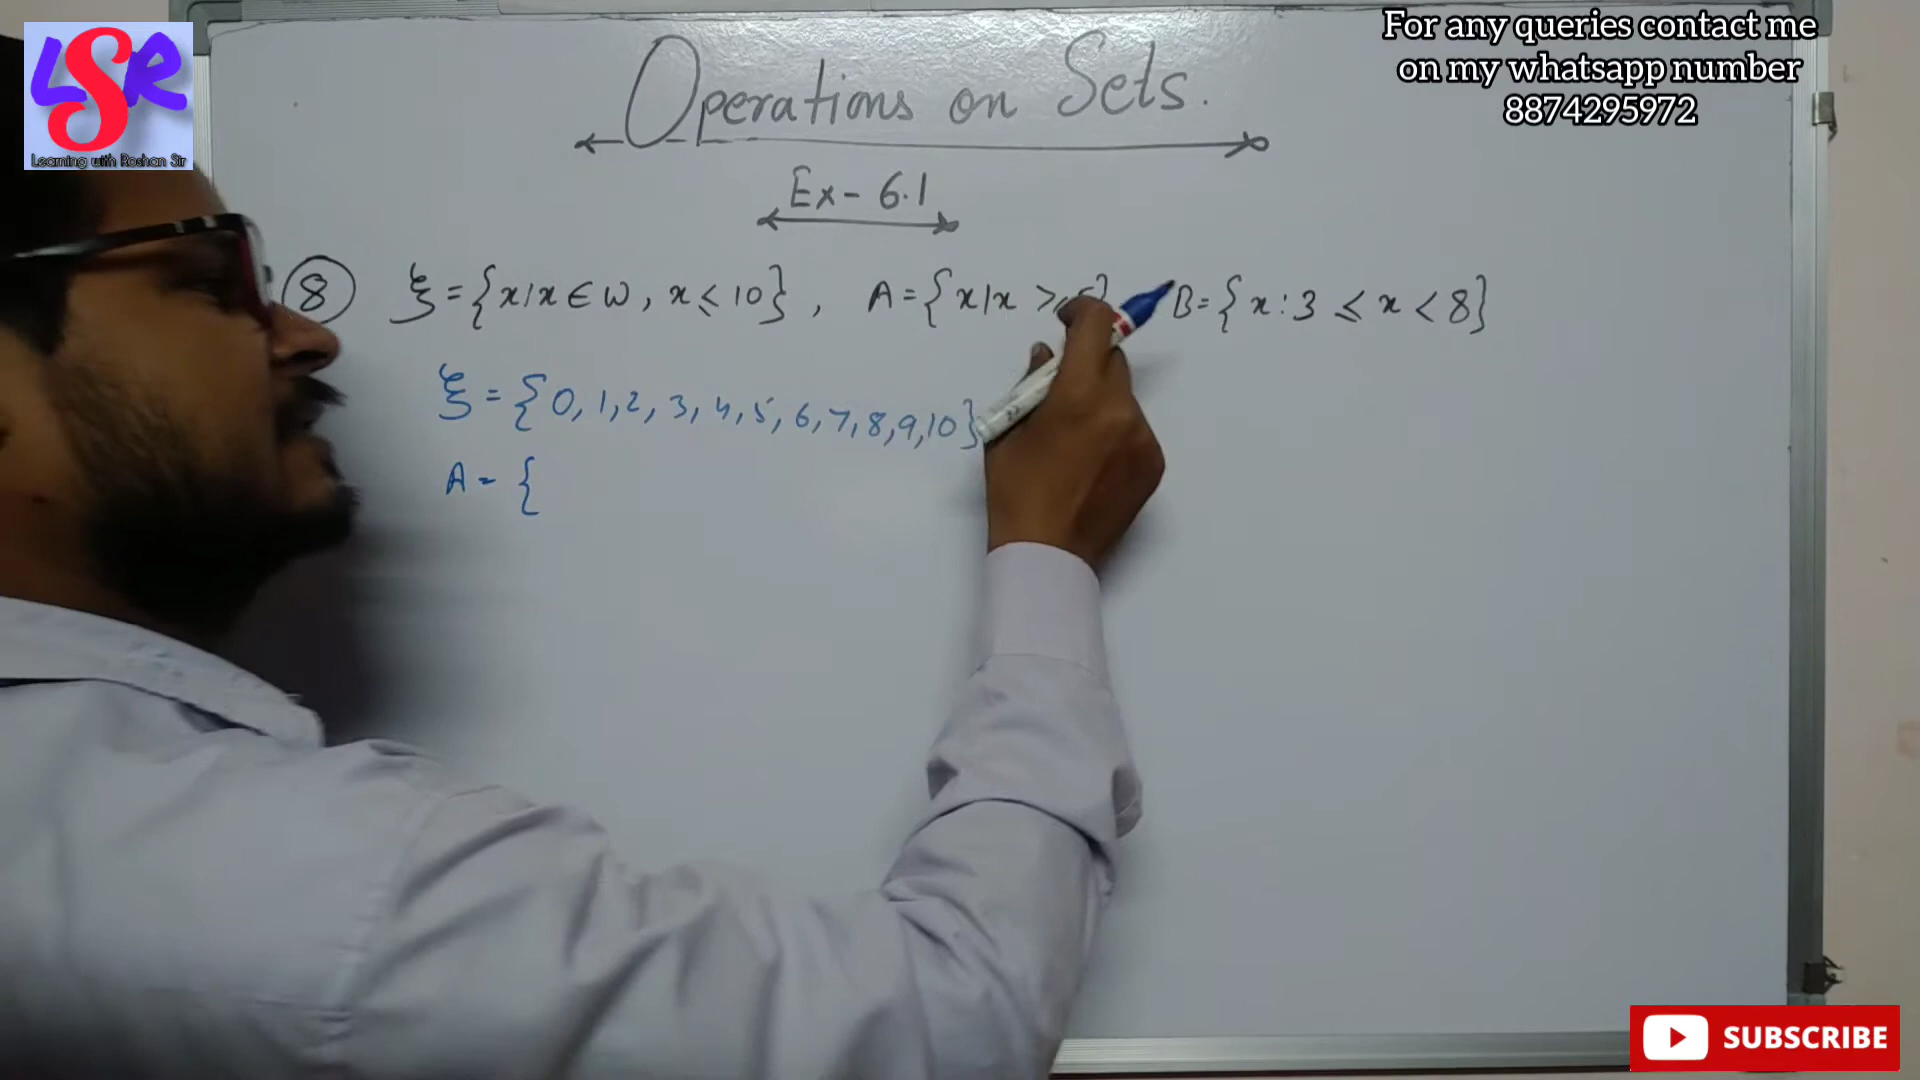 LSR
Learning with Roshan Sir
For any queries contact me
on my whatsapp number
8874295972
Operations on Sets.
Ex - 6.1
8 ξ = {x/x ∈ W, x ≤ 10}, A = {x/x B = {x : 3 ≤ x < 8}
ξ = {0, 1, 2, 3, 4, 5, 6, 7, 8, 9, 10}
A = {
SUBSCRIBE